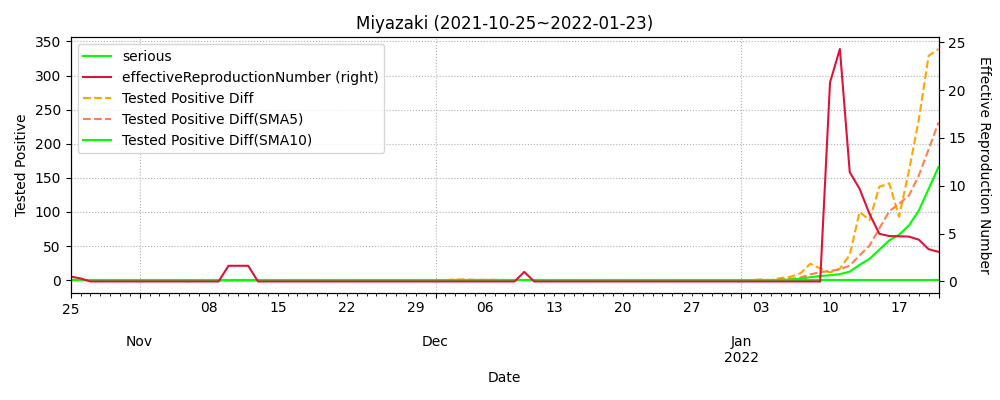 Miyazaki (2021-10-25~2022-01-23)
serious
effectiveReproductionNumber (right)
Tested Positive Diff
Tested Positive Diff(SMA5)
Tested Positive Diff(SMA10)
Tested Positive
350
300
250
200
150
100
50
0
Effective Reproduction Number
25
20
15
10
5
0
25 08 15 22 29 06 13 20 27 03 10 17
Nov Dec Jan
2022
Date